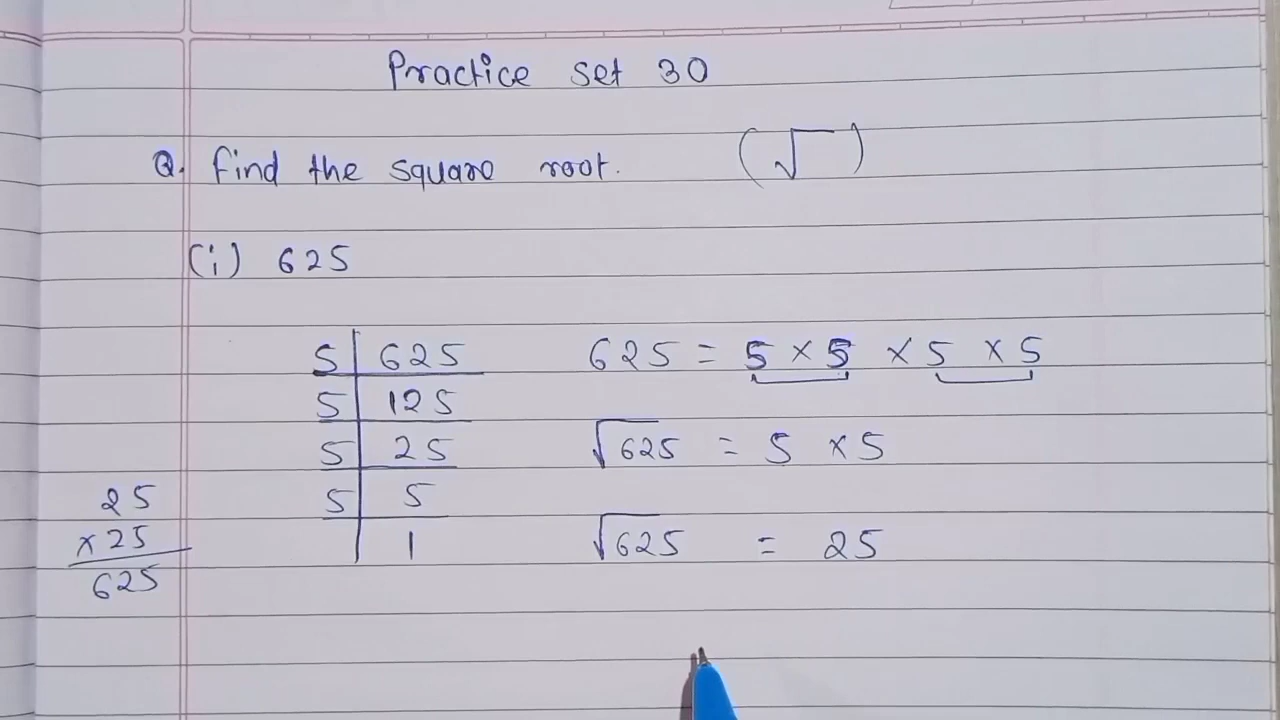 Practice set 30
Q. find the square root. (√ )
(i) 625
5 | 625
5 | 125
5 | 25
5 | 5
1
625 = 5 × 5 × 5 × 5
√625 = 5 × 5
√625 = 25
25
×25
625